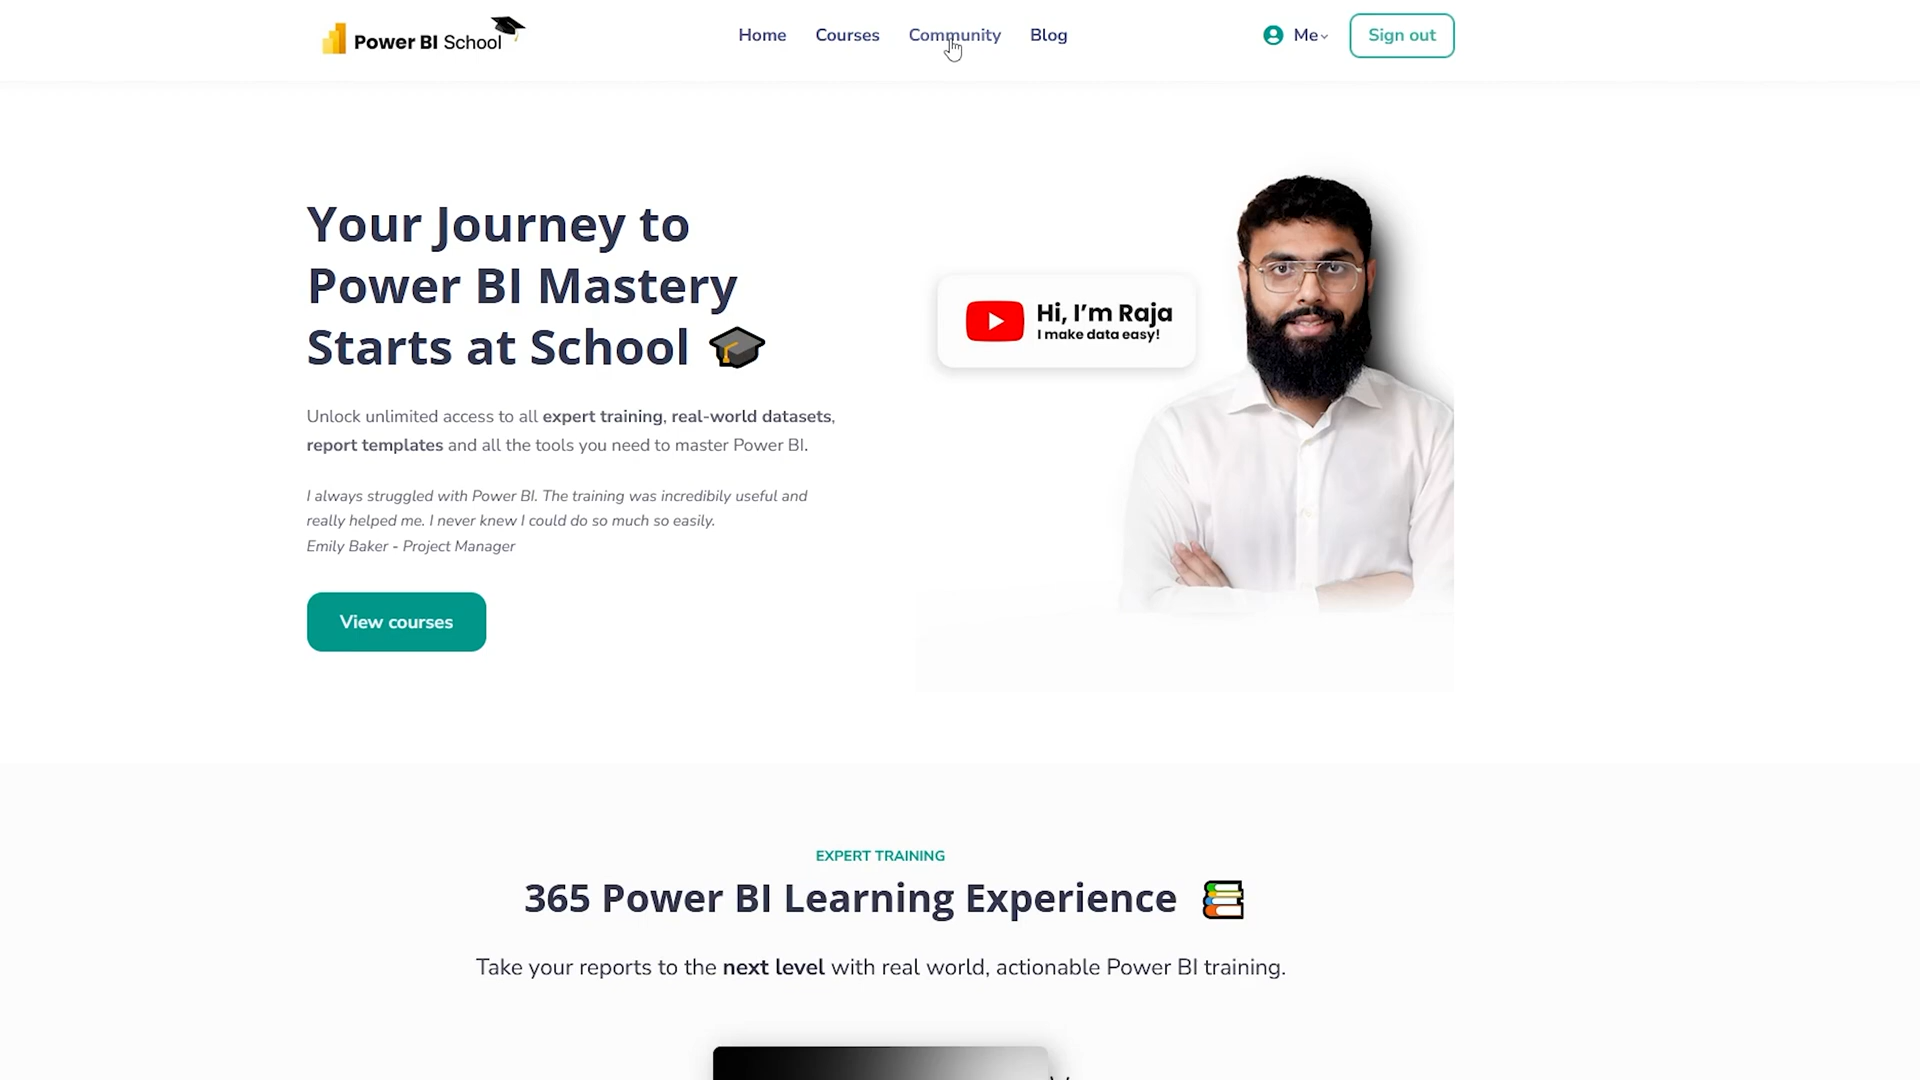 Power BI School
Home
Courses
Community
Blog
Me
Sign out
Your Journey to
Power BI Mastery
Starts at School
Hi, I'm Raja
I make data easy!
Unlock unlimited access to all expert training, real-world datasets,
report templates and all the tools you need to master Power BI.
I always struggled with Power BI. The training was incredibily useful and
really helped me. I never knew I could do so much so easily.
Emily Baker - Project Manager
View courses
EXPERT TRAINING
365 Power BI Learning Experience
Take your reports to the next level with real world, actionable Power BI training.